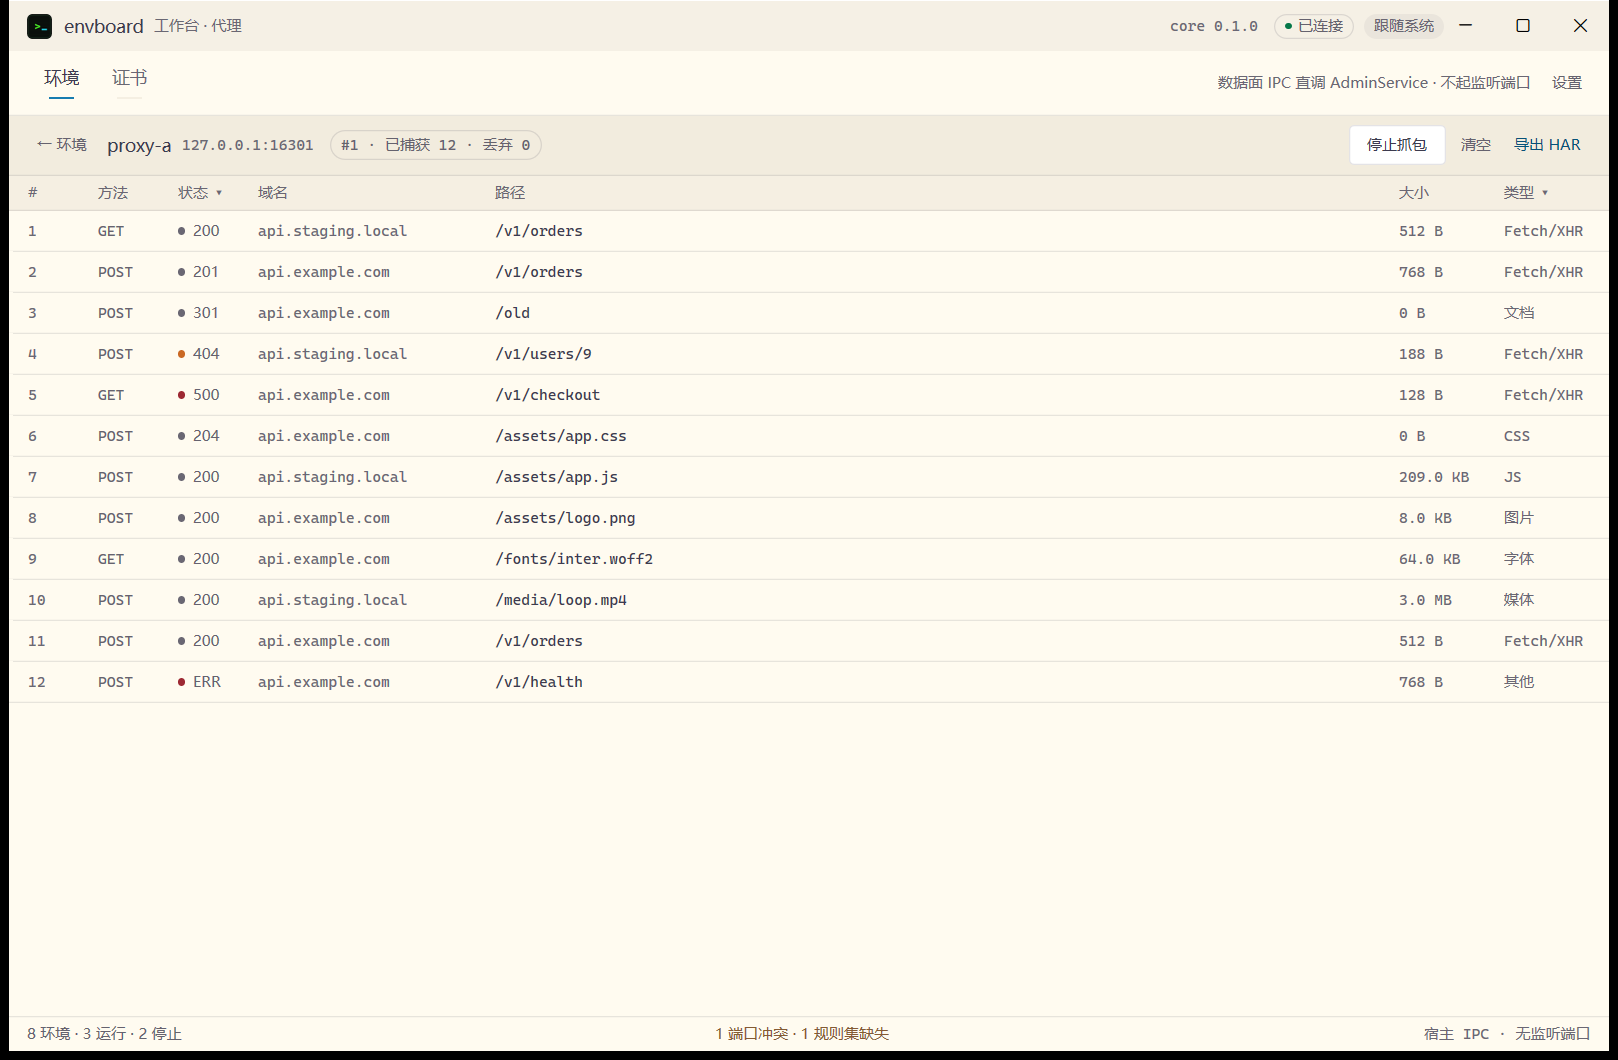 >_ envboard 工作台 · 代理 core 0.1.0 已连接 跟随系统
环境 证书 数据面 IPC 直调 AdminService · 不起监听端口 设置
← 环境 proxy-a 127.0.0.1:16301 #1 · 已捕获 12 · 丢弃 0 停止抓包 清空 导出 HAR
# 方法 状态 ▾ 域名 路径 大小 类型 ▾
1 GET 200 api.staging.local /v1/orders 512 B Fetch/XHR
2 POST 201 api.example.com /v1/orders 768 B Fetch/XHR
3 POST 301 api.example.com /old 0 B 文档
4 POST 404 api.staging.local /v1/users/9 188 B Fetch/XHR
5 GET 500 api.example.com /v1/checkout 128 B Fetch/XHR
6 POST 204 api.example.com /assets/app.css 0 B CSS
7 POST 200 api.staging.local /assets/app.js 209.0 KB JS
8 POST 200 api.example.com /assets/logo.png 8.0 KB 图片
9 GET 200 api.example.com /fonts/inter.woff2 64.0 KB 字体
10 POST 200 api.staging.local /media/loop.mp4 3.0 MB 媒体
11 POST 200 api.example.com /v1/orders 512 B Fetch/XHR
12 POST ERR api.example.com /v1/health 768 B 其他
8 环境 · 3 运行 · 2 停止 1 端口冲突 · 1 规则集缺失 宿主 IPC · 无监听端口